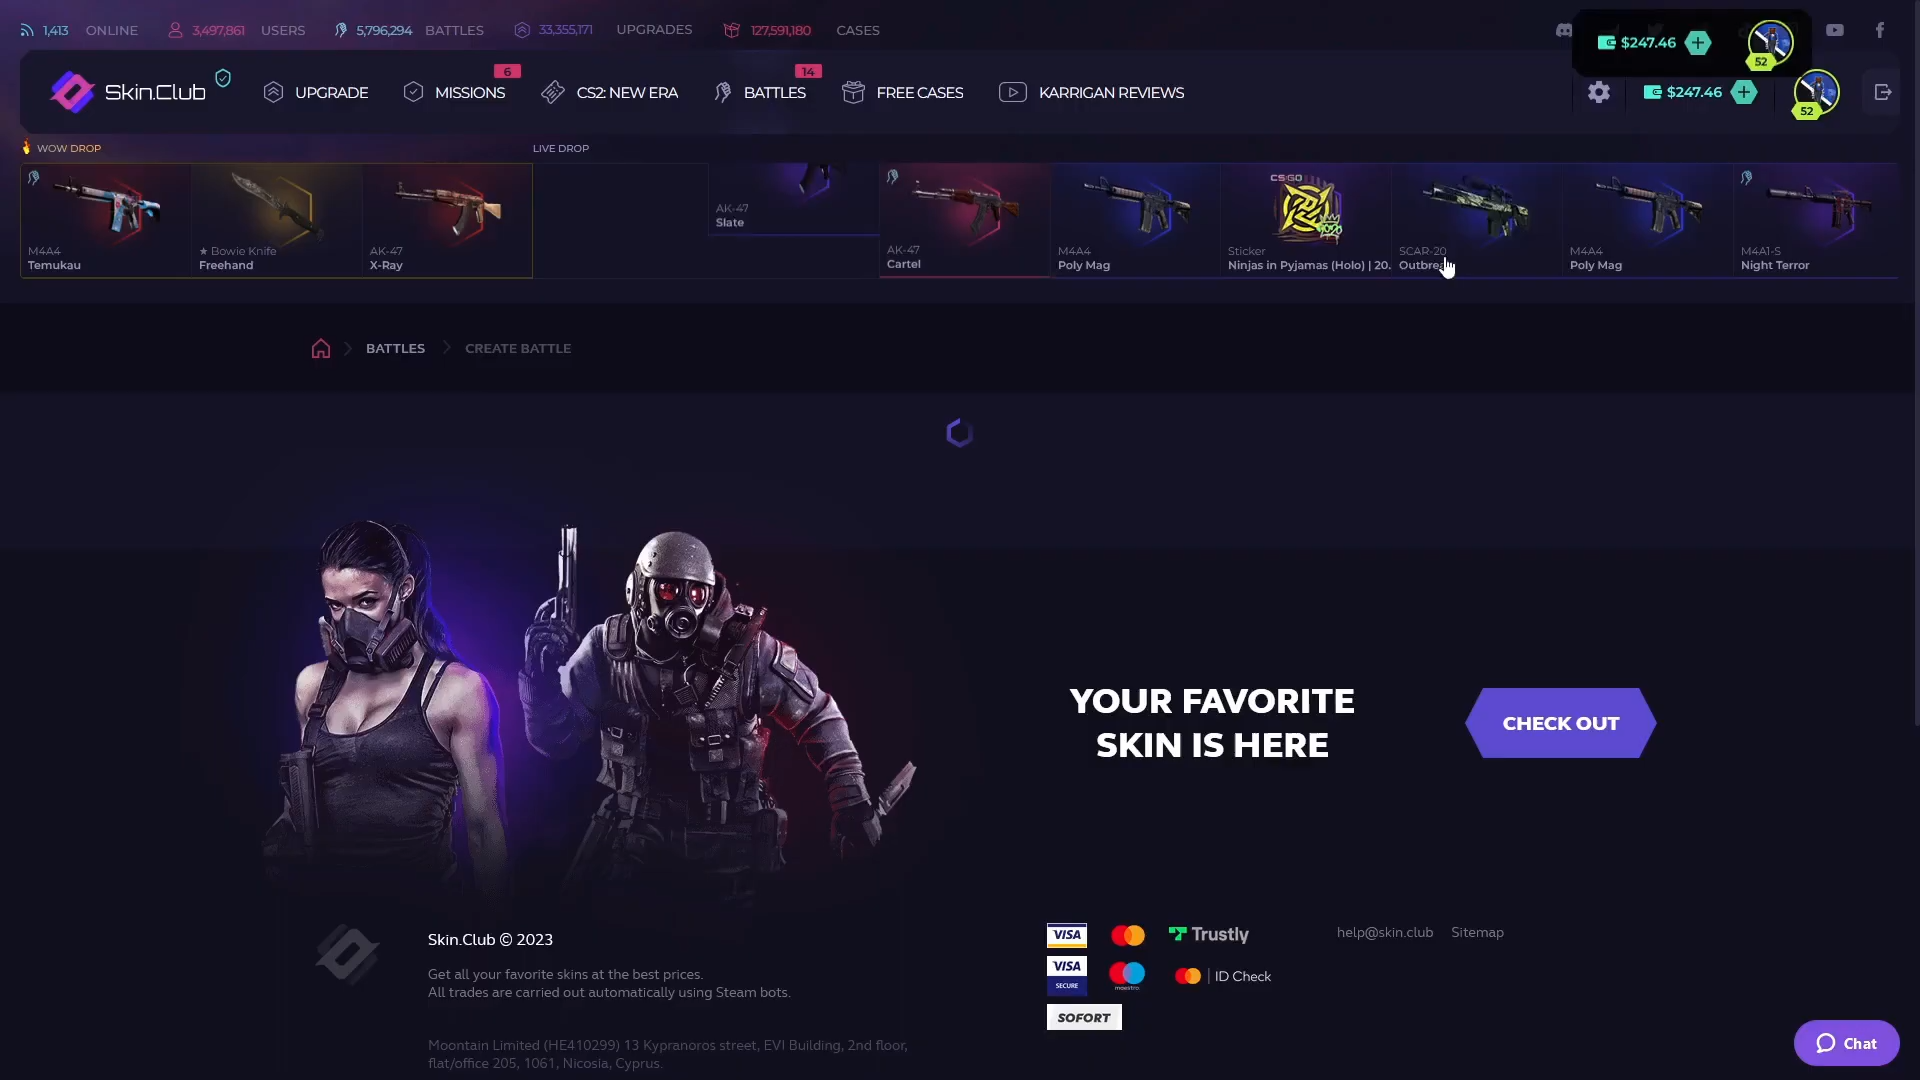 1,413 ONLINE 3,497,861 USERS 5,796,294 BATTLES 33,355,171 UPGRADES 127,591,180 CASES
$247.46
52
Skin.Club UPGRADE MISSIONS 6 CS2: NEW ERA BATTLES 14 FREE CASES KARRIGAN REVIEWS $247.46
52
WOW DROP LIVE DROP
M4A4
Temukau
★ Bowie Knife
Freehand
AK-47
X-Ray
AK-47
Slate
AK-47
Cartel
M4A4
Poly Mag
CS:GO
2020
Sticker
Ninjas in Pyjamas (Holo) | 20.
SCAR-20
M4A4
Poly Mag
M4A1-S
Night Terror
BATTLES CREATE BATTLE
YOUR FAVORITE
SKIN IS HERE
CHECK OUT
Skin.Club © 2023
Get all your favorite skins at the best prices.
All trades are carried out automatically using Steam bots.
Moontain Limited (HE410299) 13 Kypranoros street, EVI Building, 2nd floor,
flat/office 205, 1061, Nicosia, Cyprus.
VISA
Trustly
VISA
SECURE
maestro
ID Check
SOFORT
help@skin.club Sitemap
Chat